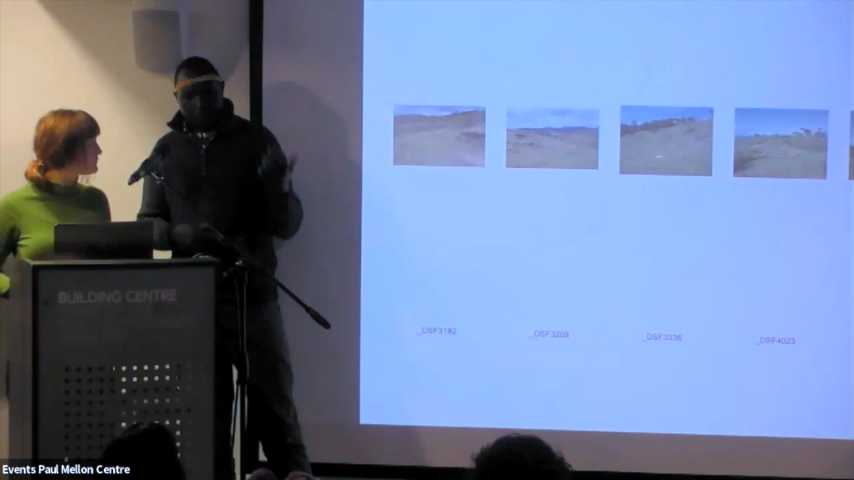 BUILDING CENTRE
_DSF3182
_DSF3209
_DSF3336
_DSF4023
Events Paul Mellon Centre